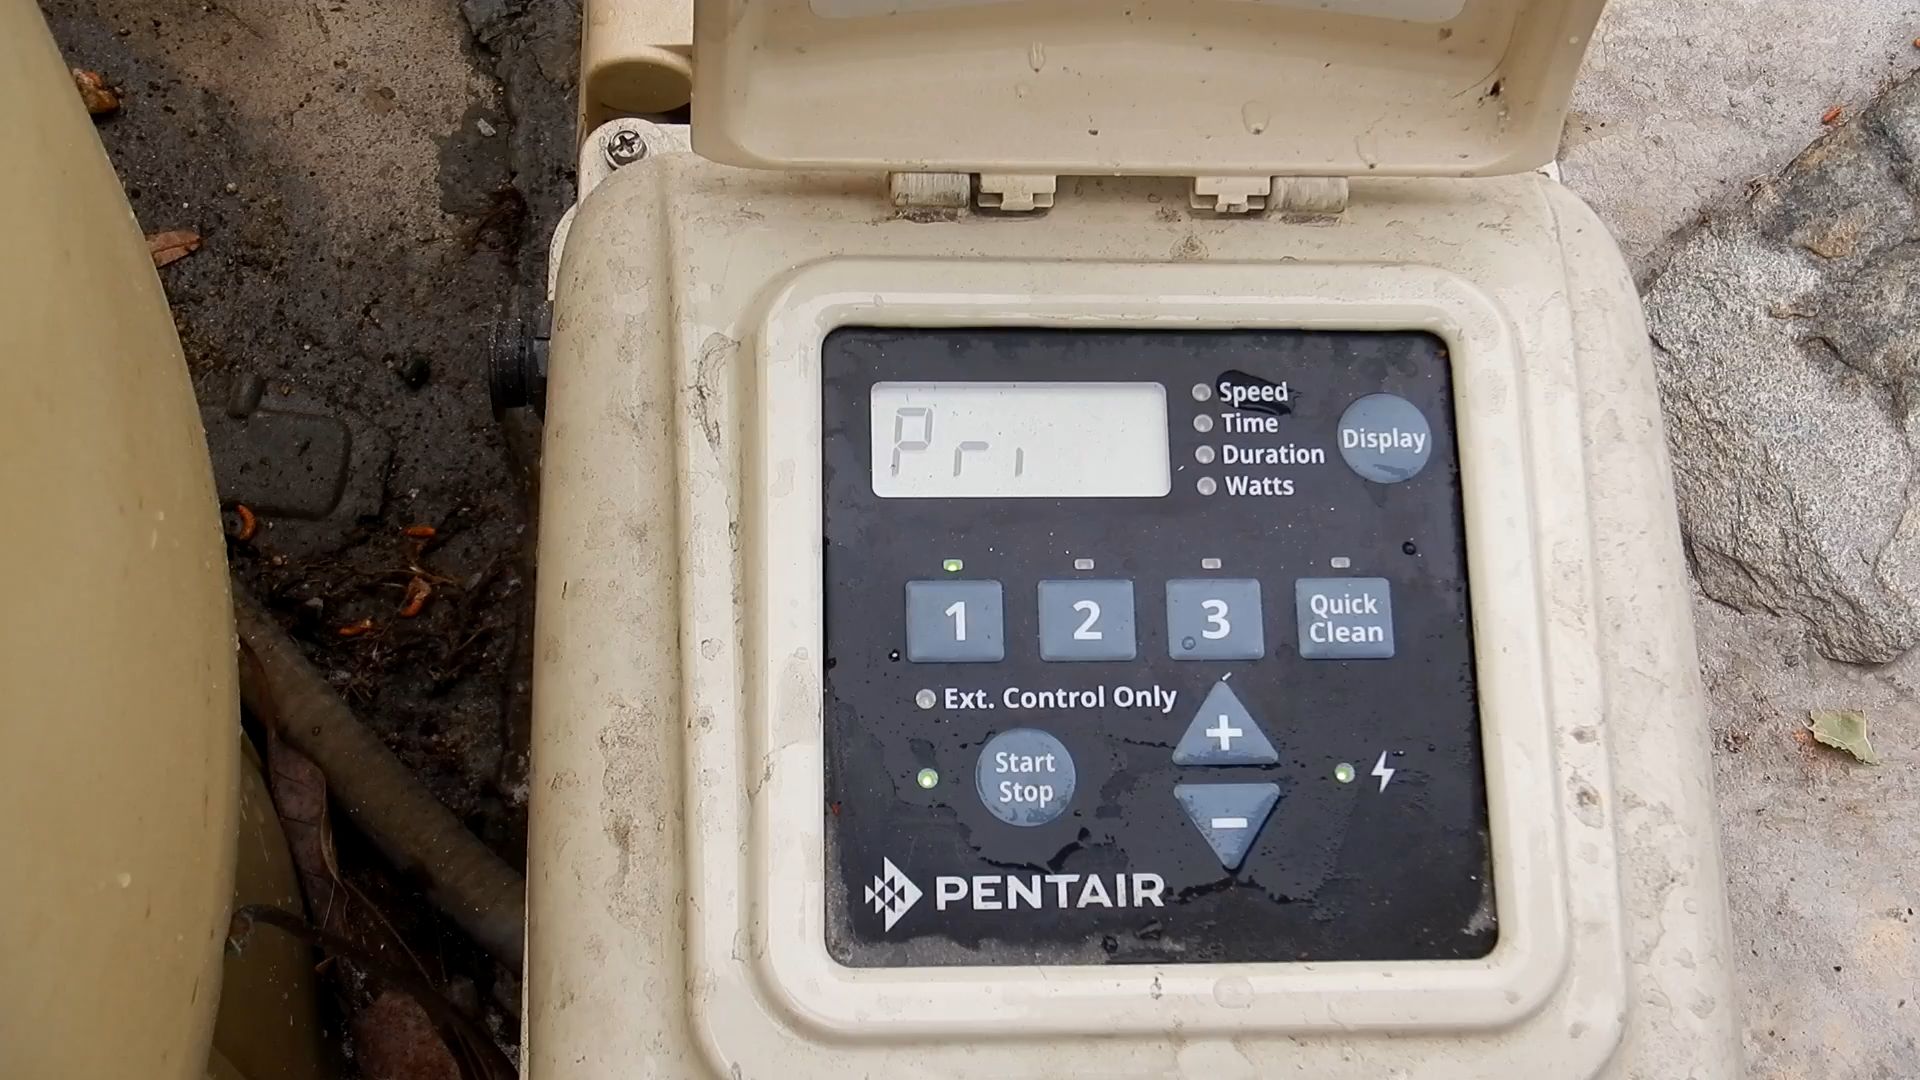 Pri
Speed
Time
Duration
Watts
Display
1
2
3
Quick
Clean
Ext. Control Only
+
Start
Stop
-
PENTAIR